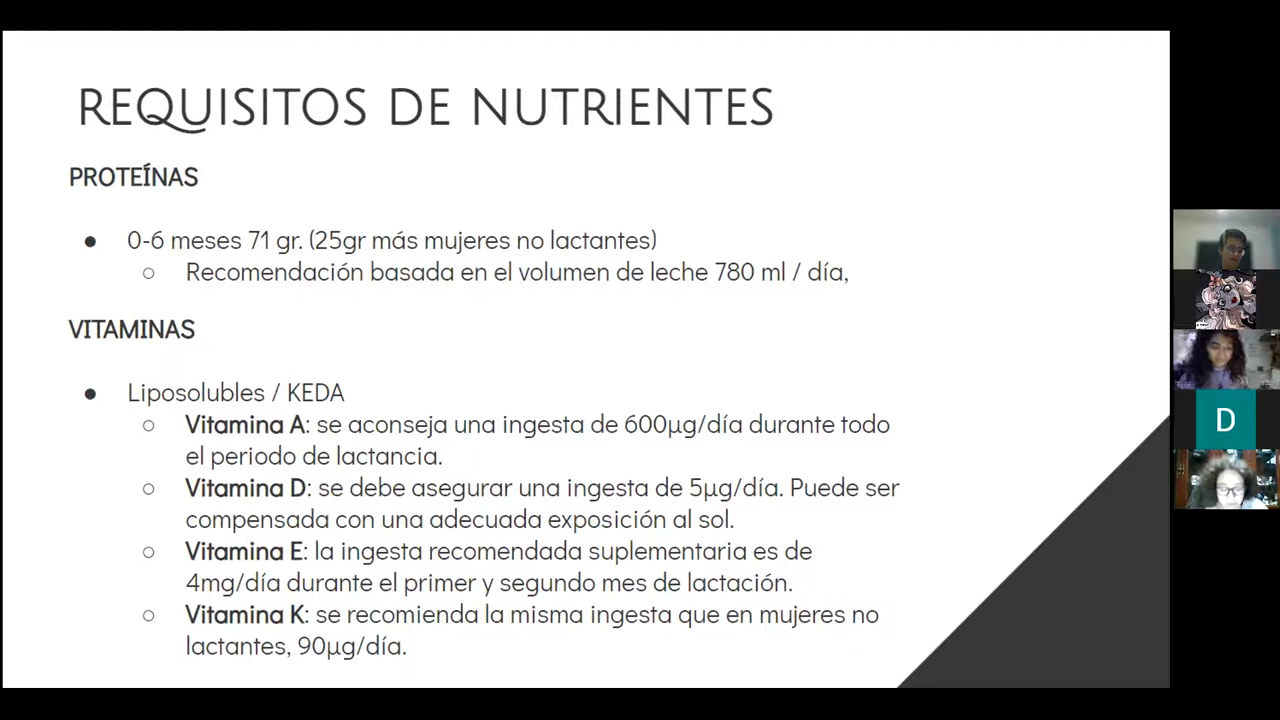 REQUISITOS DE NUTRIENTES
PROTEÍNAS
● 0-6 meses 71 gr. (25gr más mujeres no lactantes)
○ Recomendación basada en el volumen de leche 780 ml / día,
VITAMINAS
● Liposolubles / KEDA
○ Vitamina A: se aconseja una ingesta de 600µg/día durante todo
el periodo de lactancia.
○ Vitamina D: se debe asegurar una ingesta de 5µg/día. Puede ser
compensada con una adecuada exposición al sol.
○ Vitamina E: la ingesta recomendada suplementaria es de
4mg/día durante el primer y segundo mes de lactación.
○ Vitamina K: se recomienda la misma ingesta que en mujeres no
lactantes, 90µg/día.
D